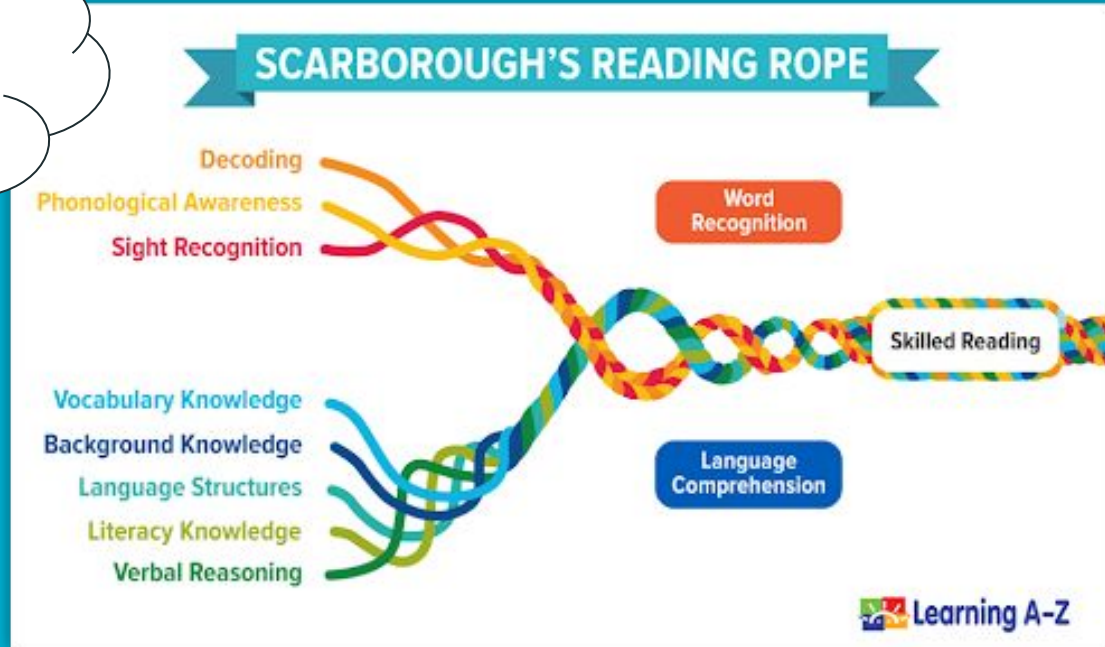 SCARBOROUGH'S READING ROPE
Decoding
Phonological Awareness
Sight Recognition
Word
Recognition
Skilled Reading
Vocabulary Knowledge
Background Knowledge
Language Structures
Literacy Knowledge
Verbal Reasoning
Language
Comprehension
Learning A-Z